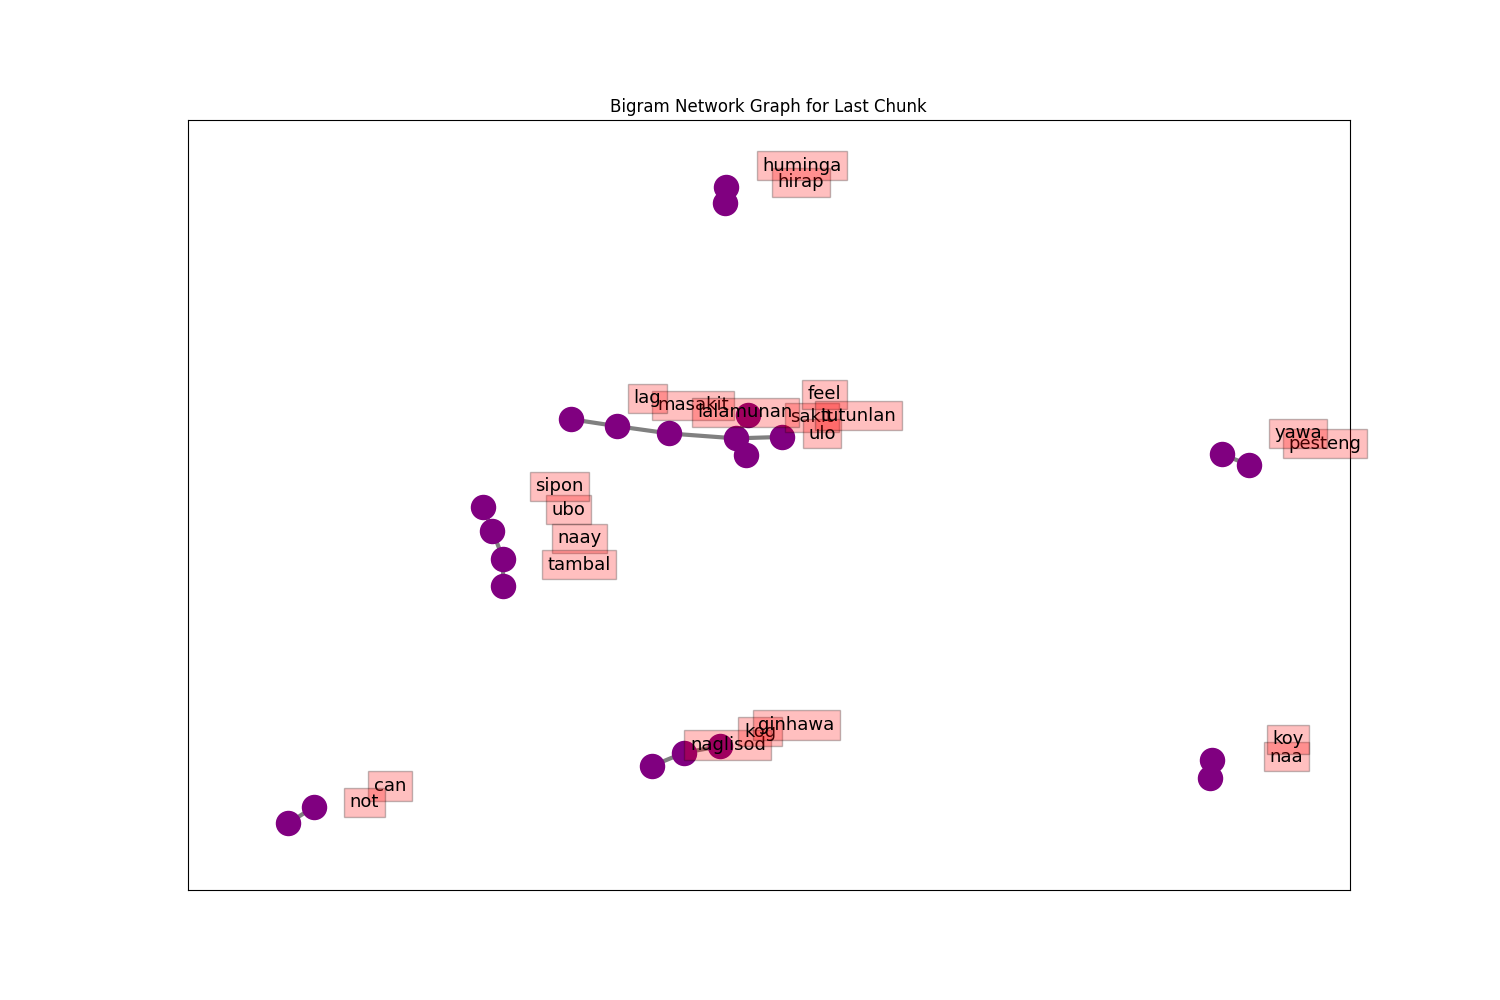 Bigram Network Graph for Last Chunk
huminga
hirap
feel
lag
masakit
lalamunan
sakit
tutunlan
ulo
yawa
pesteng
sipon
ubo
naay
tambal
ginhawa
kog
naglisod
koy
naa
can
not